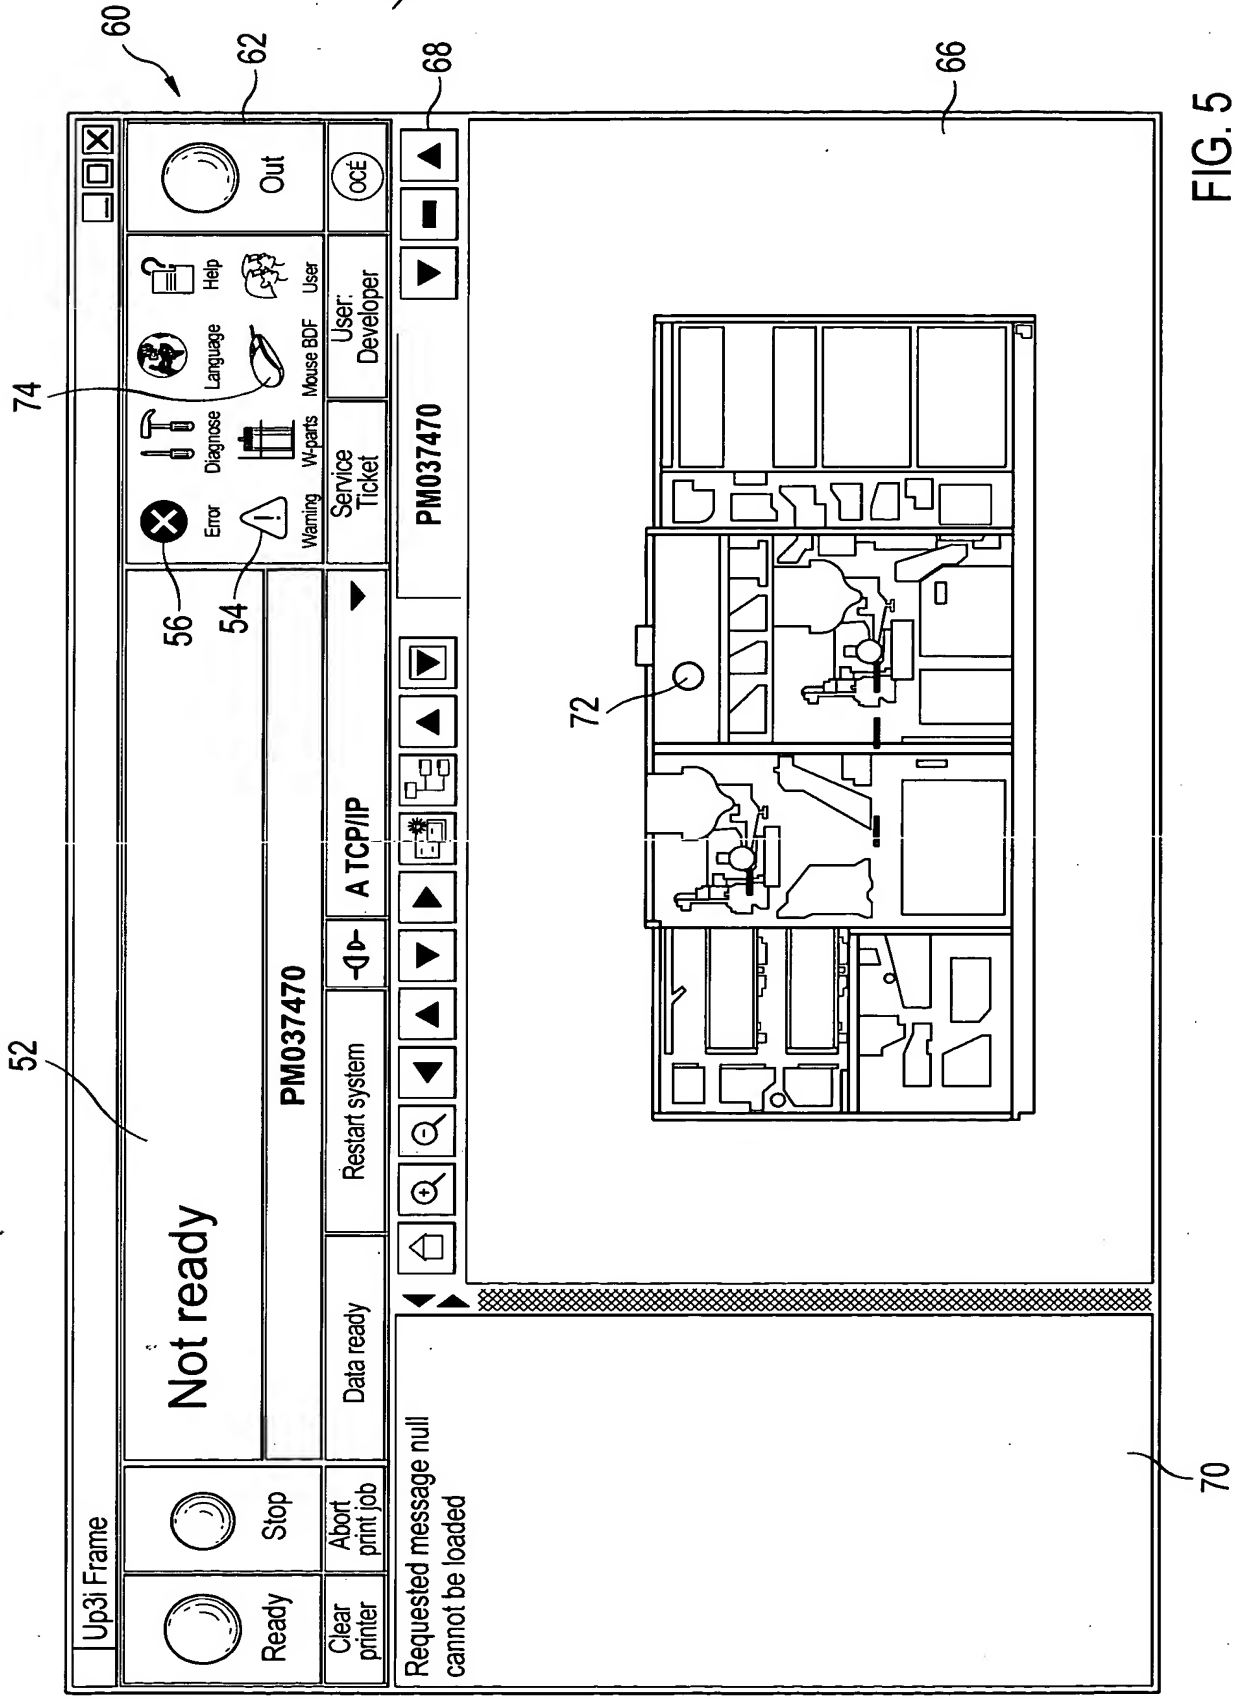 60
Up3i Frame
Ready
Stop
Not ready
52
PM037470
56
Error
Diagnose
Language
Help
54
Warning
W-parts
Mouse BDF
User
74
Out
62
Clear
printer
Abort
print job
Data ready
Restart system
A TCP/IP
Service
Ticket
User:
Developer
OCÉ
PM037470
68
Requested message null
cannot be loaded
72
66
70
FIG. 5